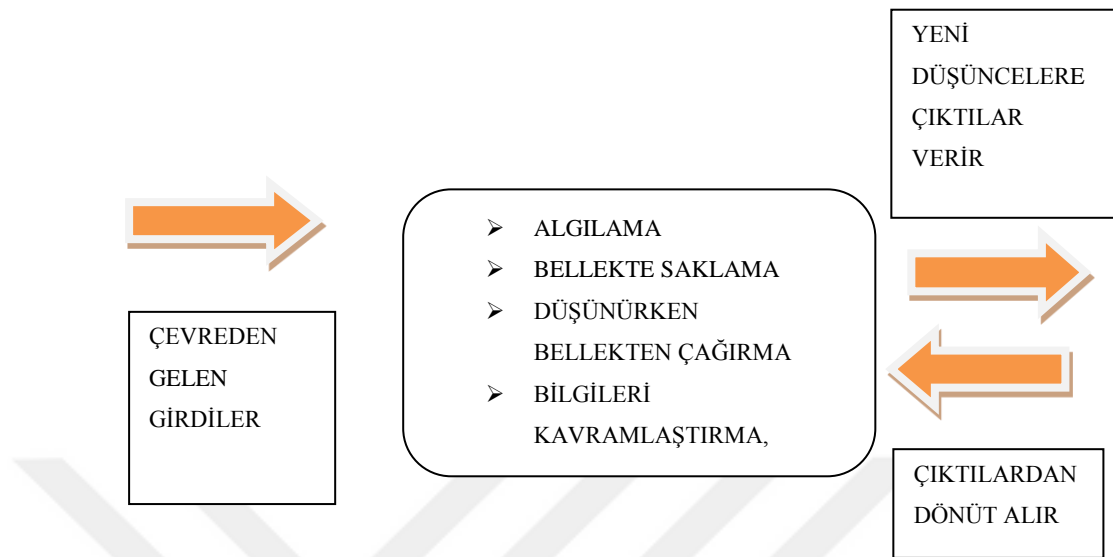 ÇEVREDEN
GELEN
GİRDİLER
➢ ALGILAMA
➢ BELLEKTE SAKLAMA
➢ DÜŞÜNÜRKEN
BELLEKTEN ÇAĞIRMA
➢ BİLGİLERİ
KAVRAMLAŞTIRMA,
YENİ
DÜŞÜNCELERE
ÇIKTILAR
VERİR
ÇIKTILARDAN
DÖNÜT ALIR